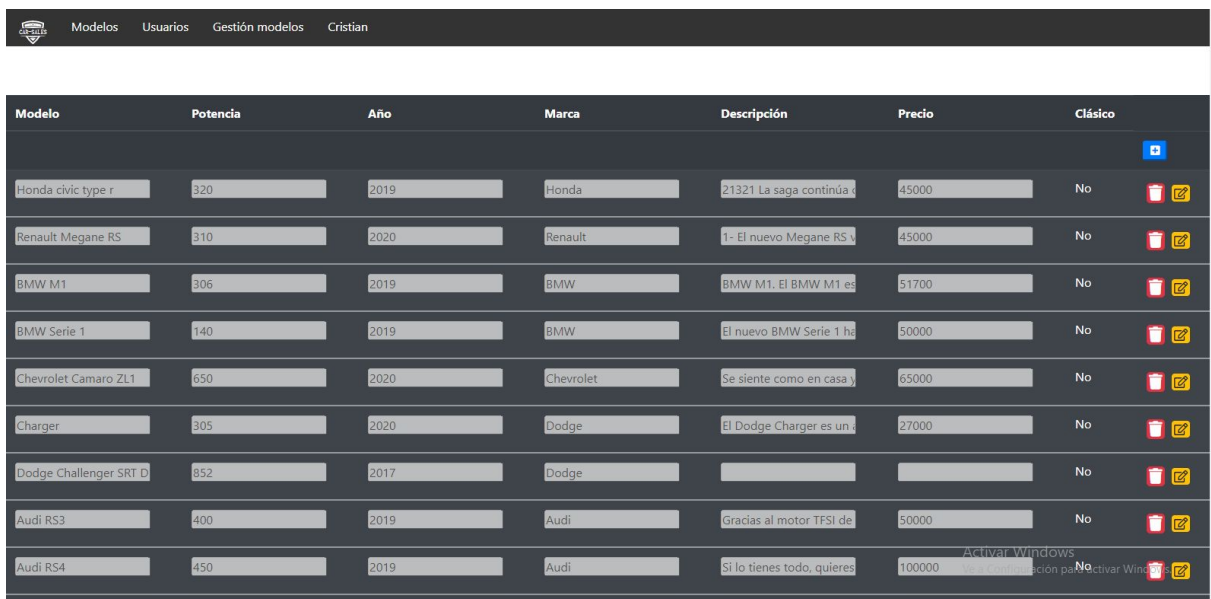 CAR-SALES Modelos Usuarios Gestión modelos Cristian
Modelo Potencia Año Marca Descripción Precio Clásico
Honda civic type r 320 2019 Honda 21321 La saga continúa 45000 No
Renault Megane RS 310 2020 Renault 1- El nuevo Megane RS 45000 No
BMW M1 306 2019 BMW BMW M1. El BMW M1 es 51700 No
BMW Serie 1 140 2019 BMW El nuevo BMW Serie 1 ha 50000 No
Chevrolet Camaro ZL1 650 2020 Chevrolet Se siente como en casa y 65000 No
Charger 305 2020 Dodge El Dodge Charger es un 27000 No
Dodge Challenger SRT D 852 2017 Dodge No
Audi RS3 400 2019 Audi Gracias al motor TFSI de 50000 No
Audi RS4 450 2019 Audi Si lo tienes todo, quieres 100000 No
Activar Windows
Ve a Configuración para activar Windows.